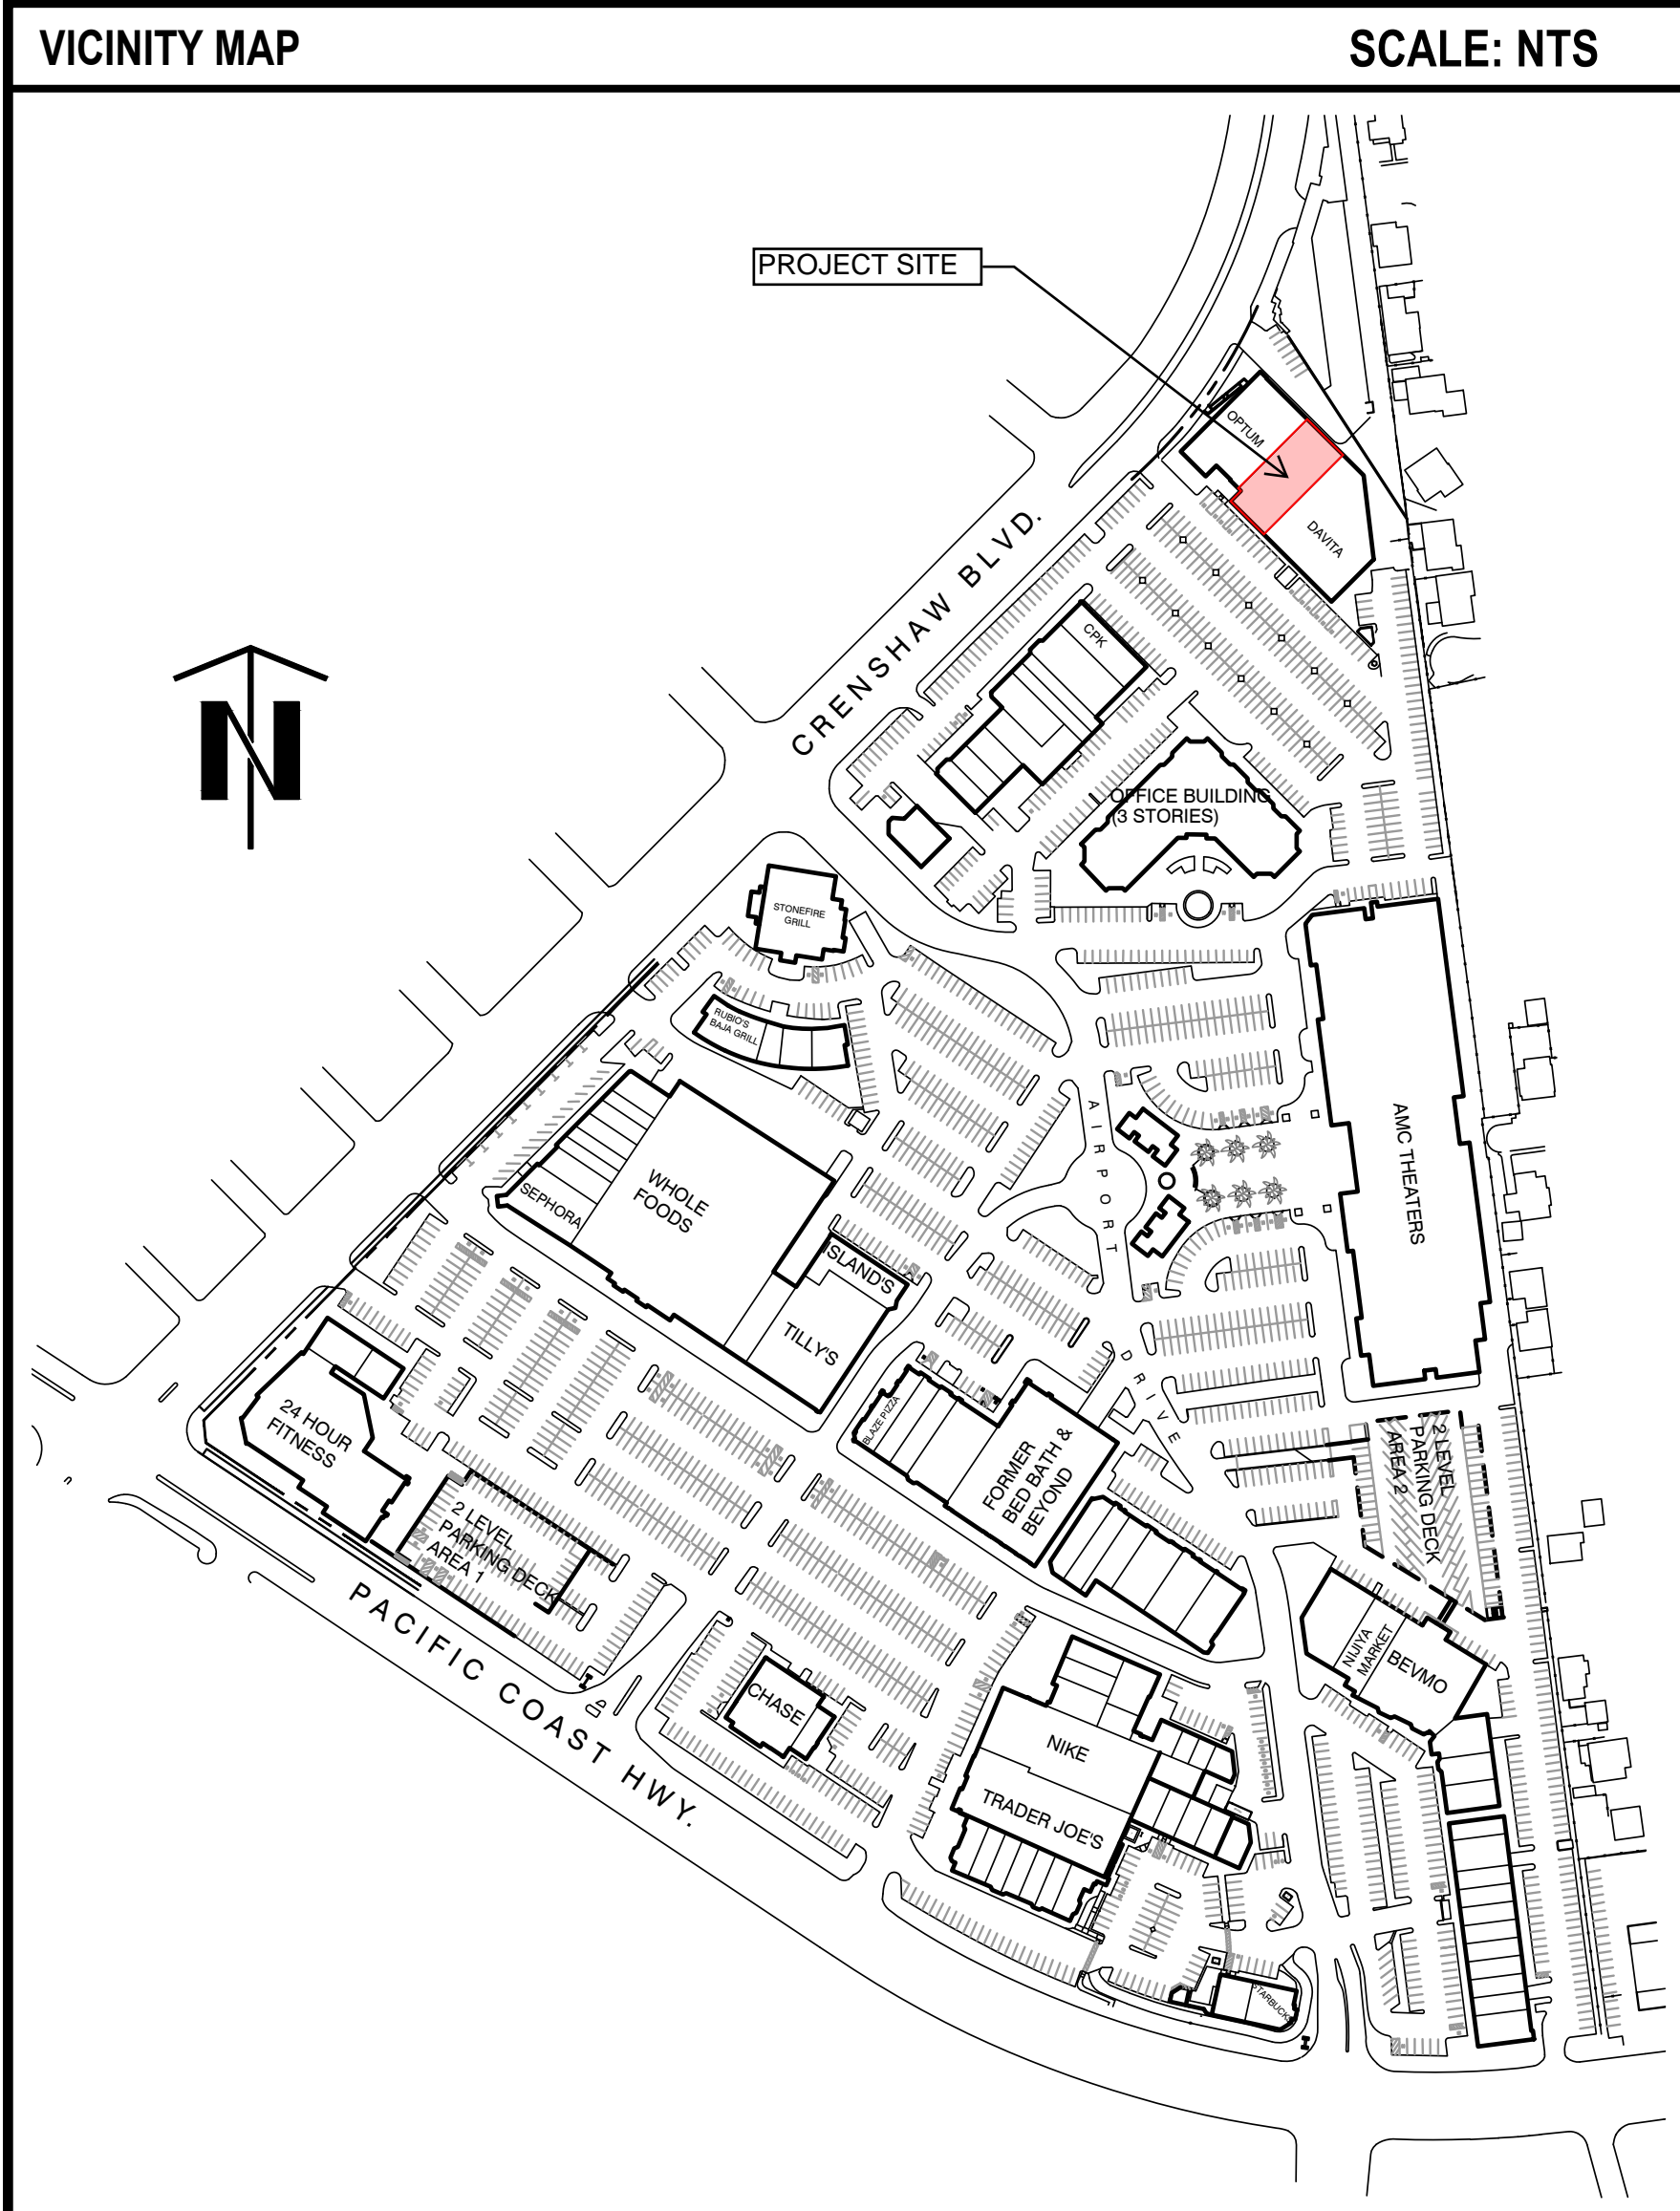 VICINITY MAP
SCALE: NTS
PROJECT SITE
OPTUM
DAVITA
CRENSHAW BLVD.
CPK
N
OFFICE BUILDING
(3 STORIES)
STONEFIRE
GRILL
RUBIO'S
BAJA GRILL
AIRPORT
AMC THEATERS
WHOLE
FOODS
SEPHORA
ISLAND'S
TILLY'S
DRIVE
24 HOUR
FITNESS
BLAZE PIZZA
FORMER
BED BATH &
BEYOND
2 LEVEL
PARKING DECK
AREA 2
2 LEVEL
PARKING DECK
AREA 1
PACIFIC COAST HWY.
NIJIYA
MARKET
BEVMO
CHASE
NIKE
TRADER JOE'S
STARBUCKS